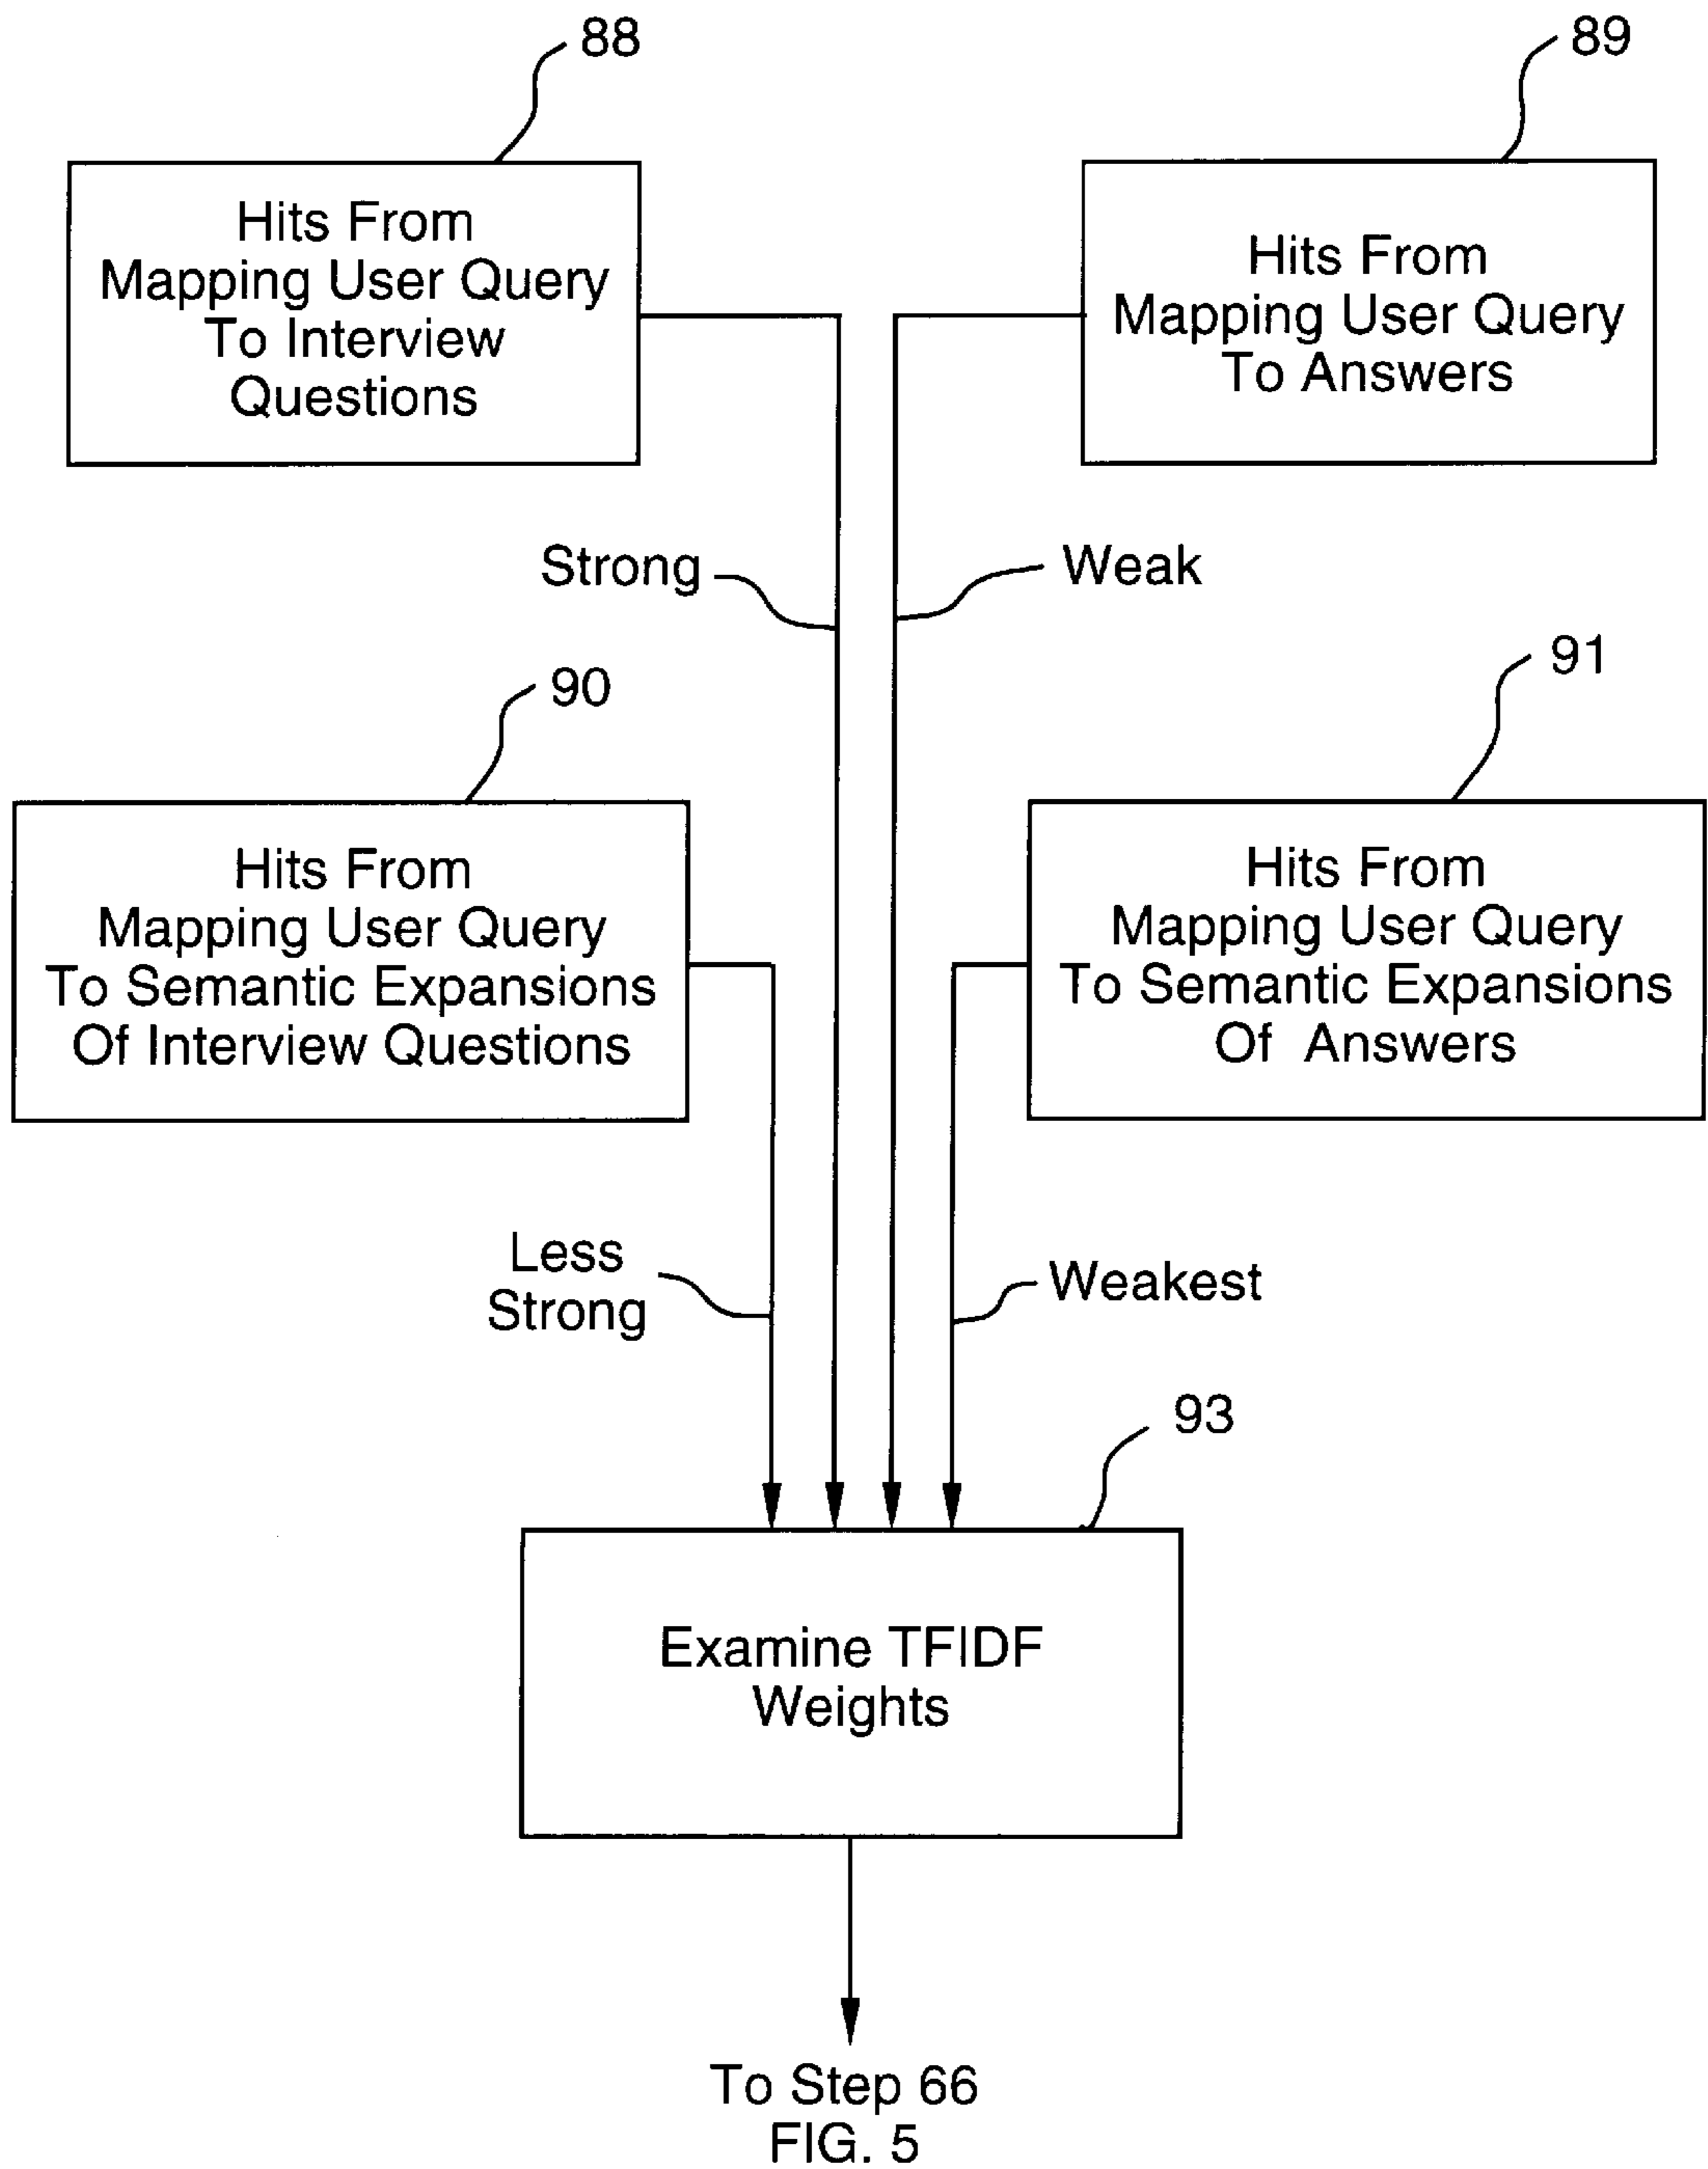 88
89
Hits From
Mapping User Query
To Interview
Questions
Hits From
Mapping User Query
To Answers
Strong
Weak
90
91
Hits From
Mapping User Query
To Semantic Expansions
Of Interview Questions
Hits From
Mapping User Query
To Semantic Expansions
Of Answers
Less
Strong
Weakest
93
Examine TFIDF
Weights
To Step 66
FIG. 5